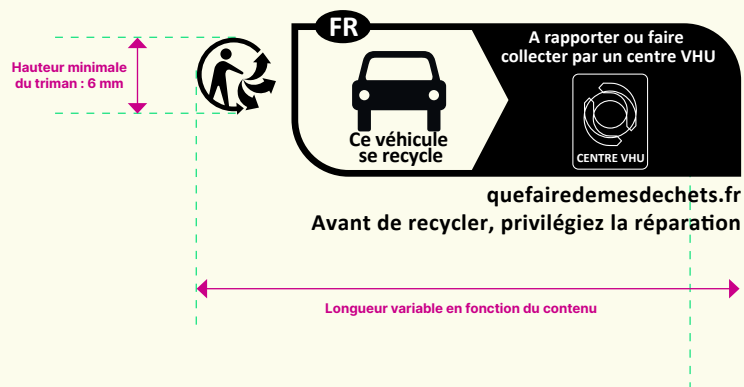 Hauteur minimale
du triman : 6 mm
FR
Ce véhicule
se recycle
A rapporter ou faire
collecter par un centre VHU
CENTRE VHU
quefairedemesdechets.fr
Avant de recycler, privilégiez la réparation
Longueur variable en fonction du contenu